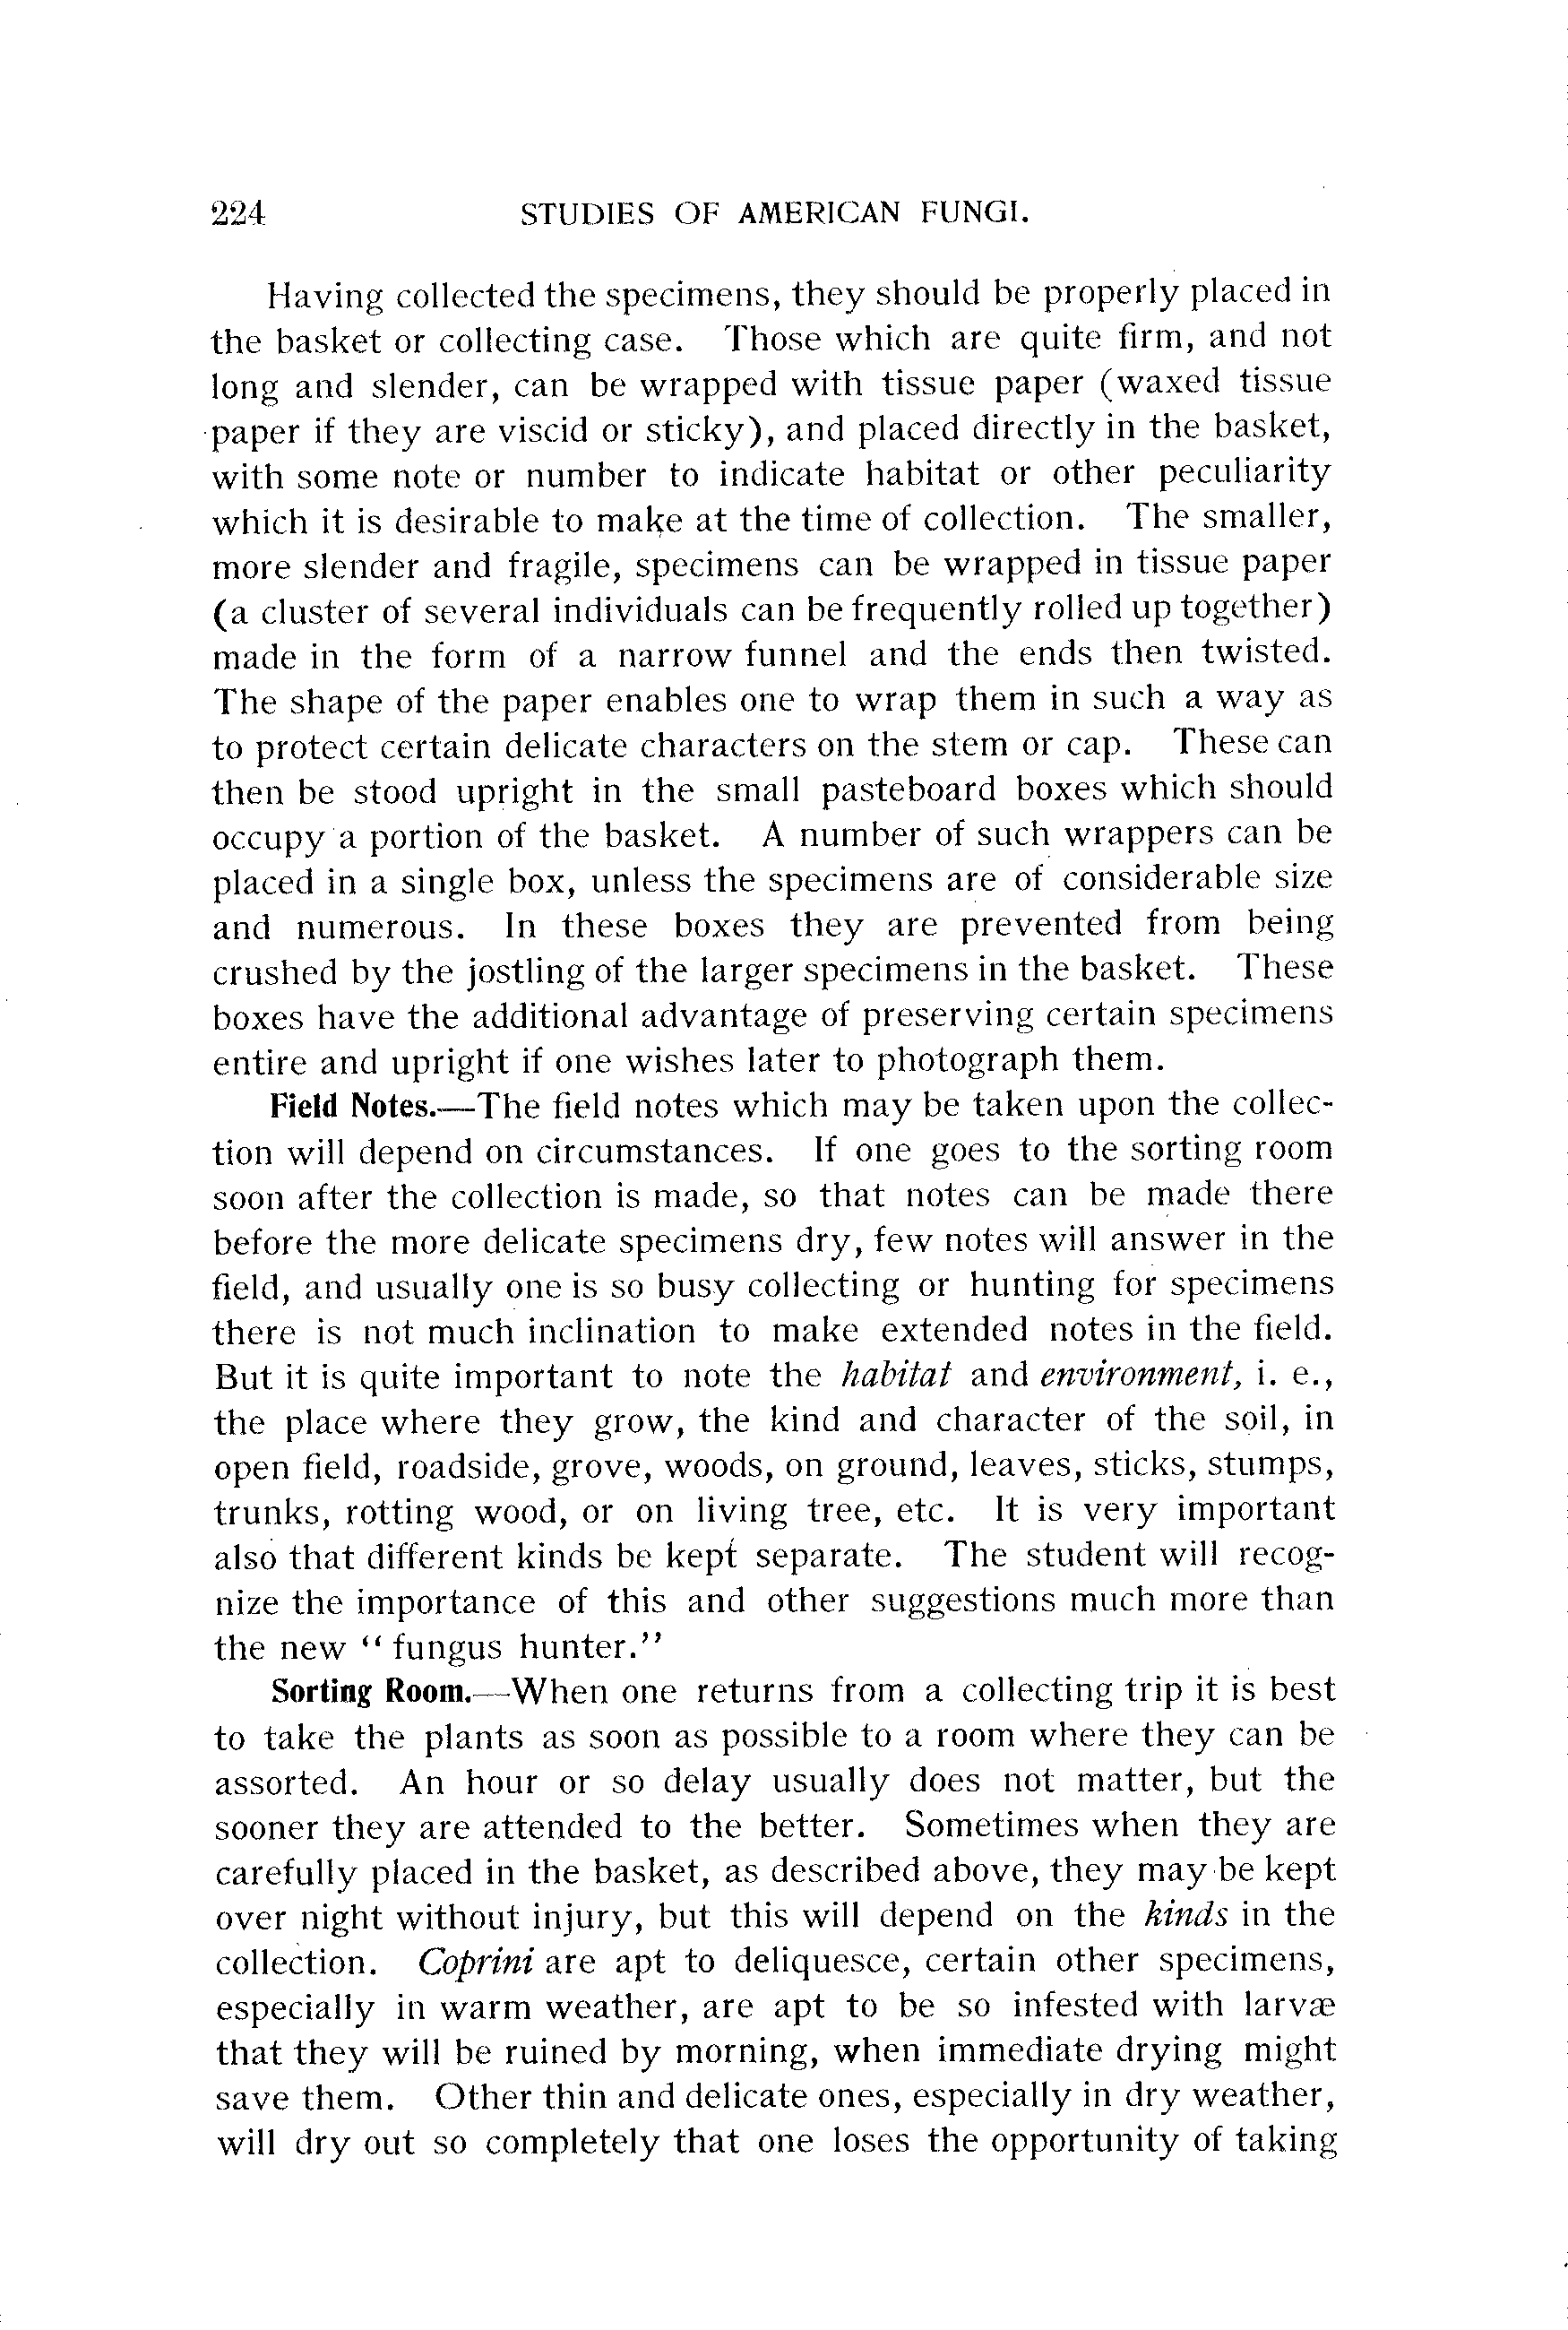 224 STUDIES OF AMERICAN FUNGI.
Having collected the specimens, they should be properly placed in
the basket or collecting case. Those which are quite firm, and not
long and slender, can be wrapped with tissue paper (waxed tissue
paper if they are viscid or sticky), and placed directly in the basket,
with some note or number to indicate habitat or other peculiarity
which it is desirable to make at the time of collection. The smaller,
more slender and fragile, specimens can be wrapped in tissue paper
(a cluster of several individuals can be frequently rolled up together)
made in the form of a narrow funnel and the ends then twisted.
The shape of the paper enables one to wrap them in such a way as
to protect certain delicate characters on the stem or cap. These can
then be stood upright in the small pasteboard boxes which should
occupy a portion of the basket. A number of such wrappers can be
placed in a single box, unless the specimens are of considerable size
and numerous. In these boxes they are prevented from being
crushed by the jostling of the larger specimens in the basket. These
boxes have the additional advantage of preserving certain specimens
entire and upright if one wishes later to photograph them.
Field Notes.—The field notes which may be taken upon the collec-
tion will depend on circumstances. If one goes to the sorting room
soon after the collection is made, so that notes can be made there
before the more delicate specimens dry, few notes will answer in the
field, and usually one is so busy collecting or hunting for specimens
there is not much inclination to make extended notes in the field.
But it is quite important to note the habitat and environment, i. e.,
the place where they grow, the kind and character of the soil, in
open field, roadside, grove, woods, on ground, leaves, sticks, stumps,
trunks, rotting wood, or on living tree, etc. It is very important
also that different kinds be kept separate. The student will recog-
nize the importance of this and other suggestions much more than
the new "fungus hunter."
Sorting Room.—When one returns from a collecting trip it is best
to take the plants as soon as possible to a room where they can be
assorted. An hour or so delay usually does not matter, but the
sooner they are attended to the better. Sometimes when they are
carefully placed in the basket, as described above, they may be kept
over night without injury, but this will depend on the kinds in the
collection. Coprini are apt to deliquesce, certain other specimens,
especially in warm weather, are apt to be so infested with larvæ
that they will be ruined by morning, when immediate drying might
save them. Other thin and delicate ones, especially in dry weather,
will dry out so completely that one loses the opportunity of taking